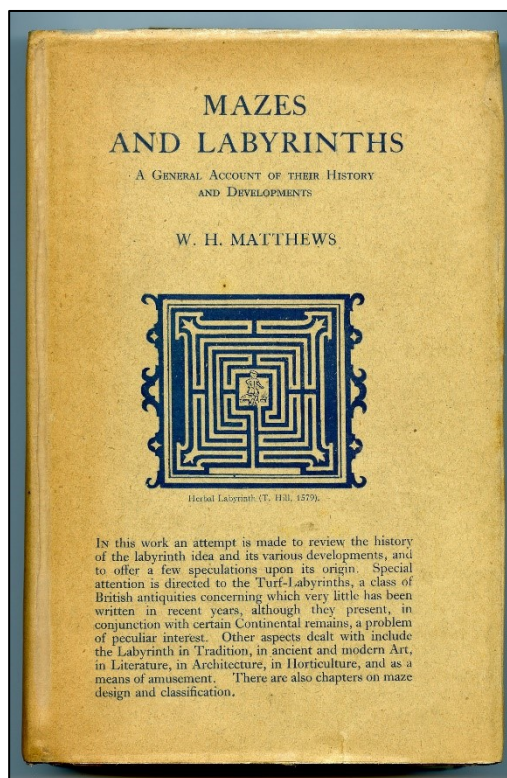 MAZES
AND LABYRINTHS
A GENERAL ACCOUNT OF THEIR HISTORY
AND DEVELOPMENTS
W. H. MATTHEWS
Herbal Labyrinth (T. Hill, 1579).
IN this work an attempt is made to review the history
of the labyrinth idea and its various developments, and
to offer a few speculations upon its origin. Special
attention is directed to the Turf-Labyrinths, a class of
British antiquities concerning which very little has been
written in recent years, although they present, in
conjunction with certain Continental remains, a problem
of peculiar interest. Other aspects dealt with include
the Labyrinth in Tradition, in ancient and modern Art,
in Literature, in Architecture, in Horticulture, and as a
means of amusement. There are also chapters on maze
design and classification.